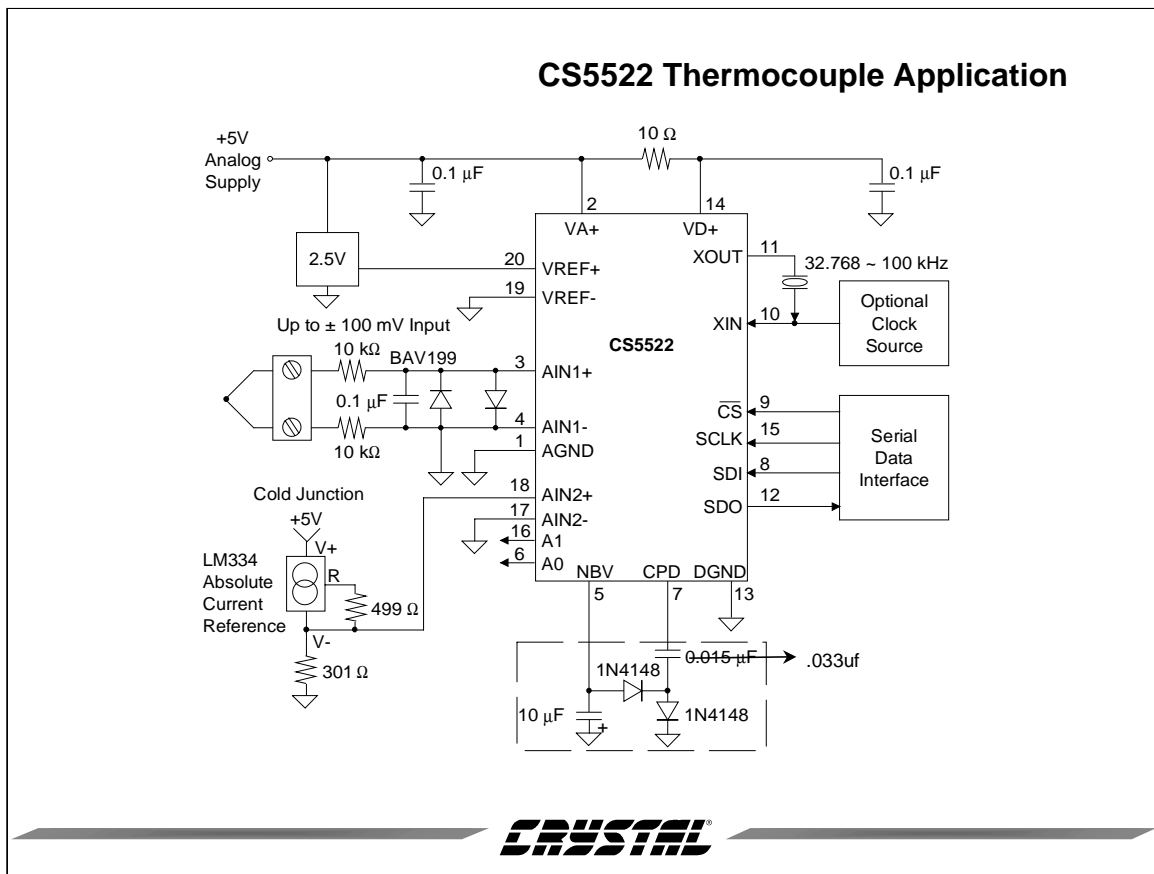 CS5522 Thermocouple Application
+5V
Analog
Supply
10 Ω
0.1 µF
0.1 µF
2
14
VA+
VD+
2.5V
20
VREF+
19
VREF-
XOUT
11
32.768 ~ 100 kHz
XIN
10
Optional
Clock
Source
CS5522
Up to ± 100 mV Input
10 kΩ
BAV199
3
AIN1+
0.1 µF
4
AIN1-
10 kΩ
1
AGND
CS
9
SCLK
15
SDI
8
SDO
12
Serial
Data
Interface
18
AIN2+
17
AIN2-
16
A1
6
A0
Cold Junction
+5V
V+
LM334
Absolute
Current
Reference
R
499 Ω
V-
301 Ω
NBV
CPD
DGND
5
7
13
0.015 µF
.033uf
1N4148
10 µF
+
1N4148
CRYSTAL®